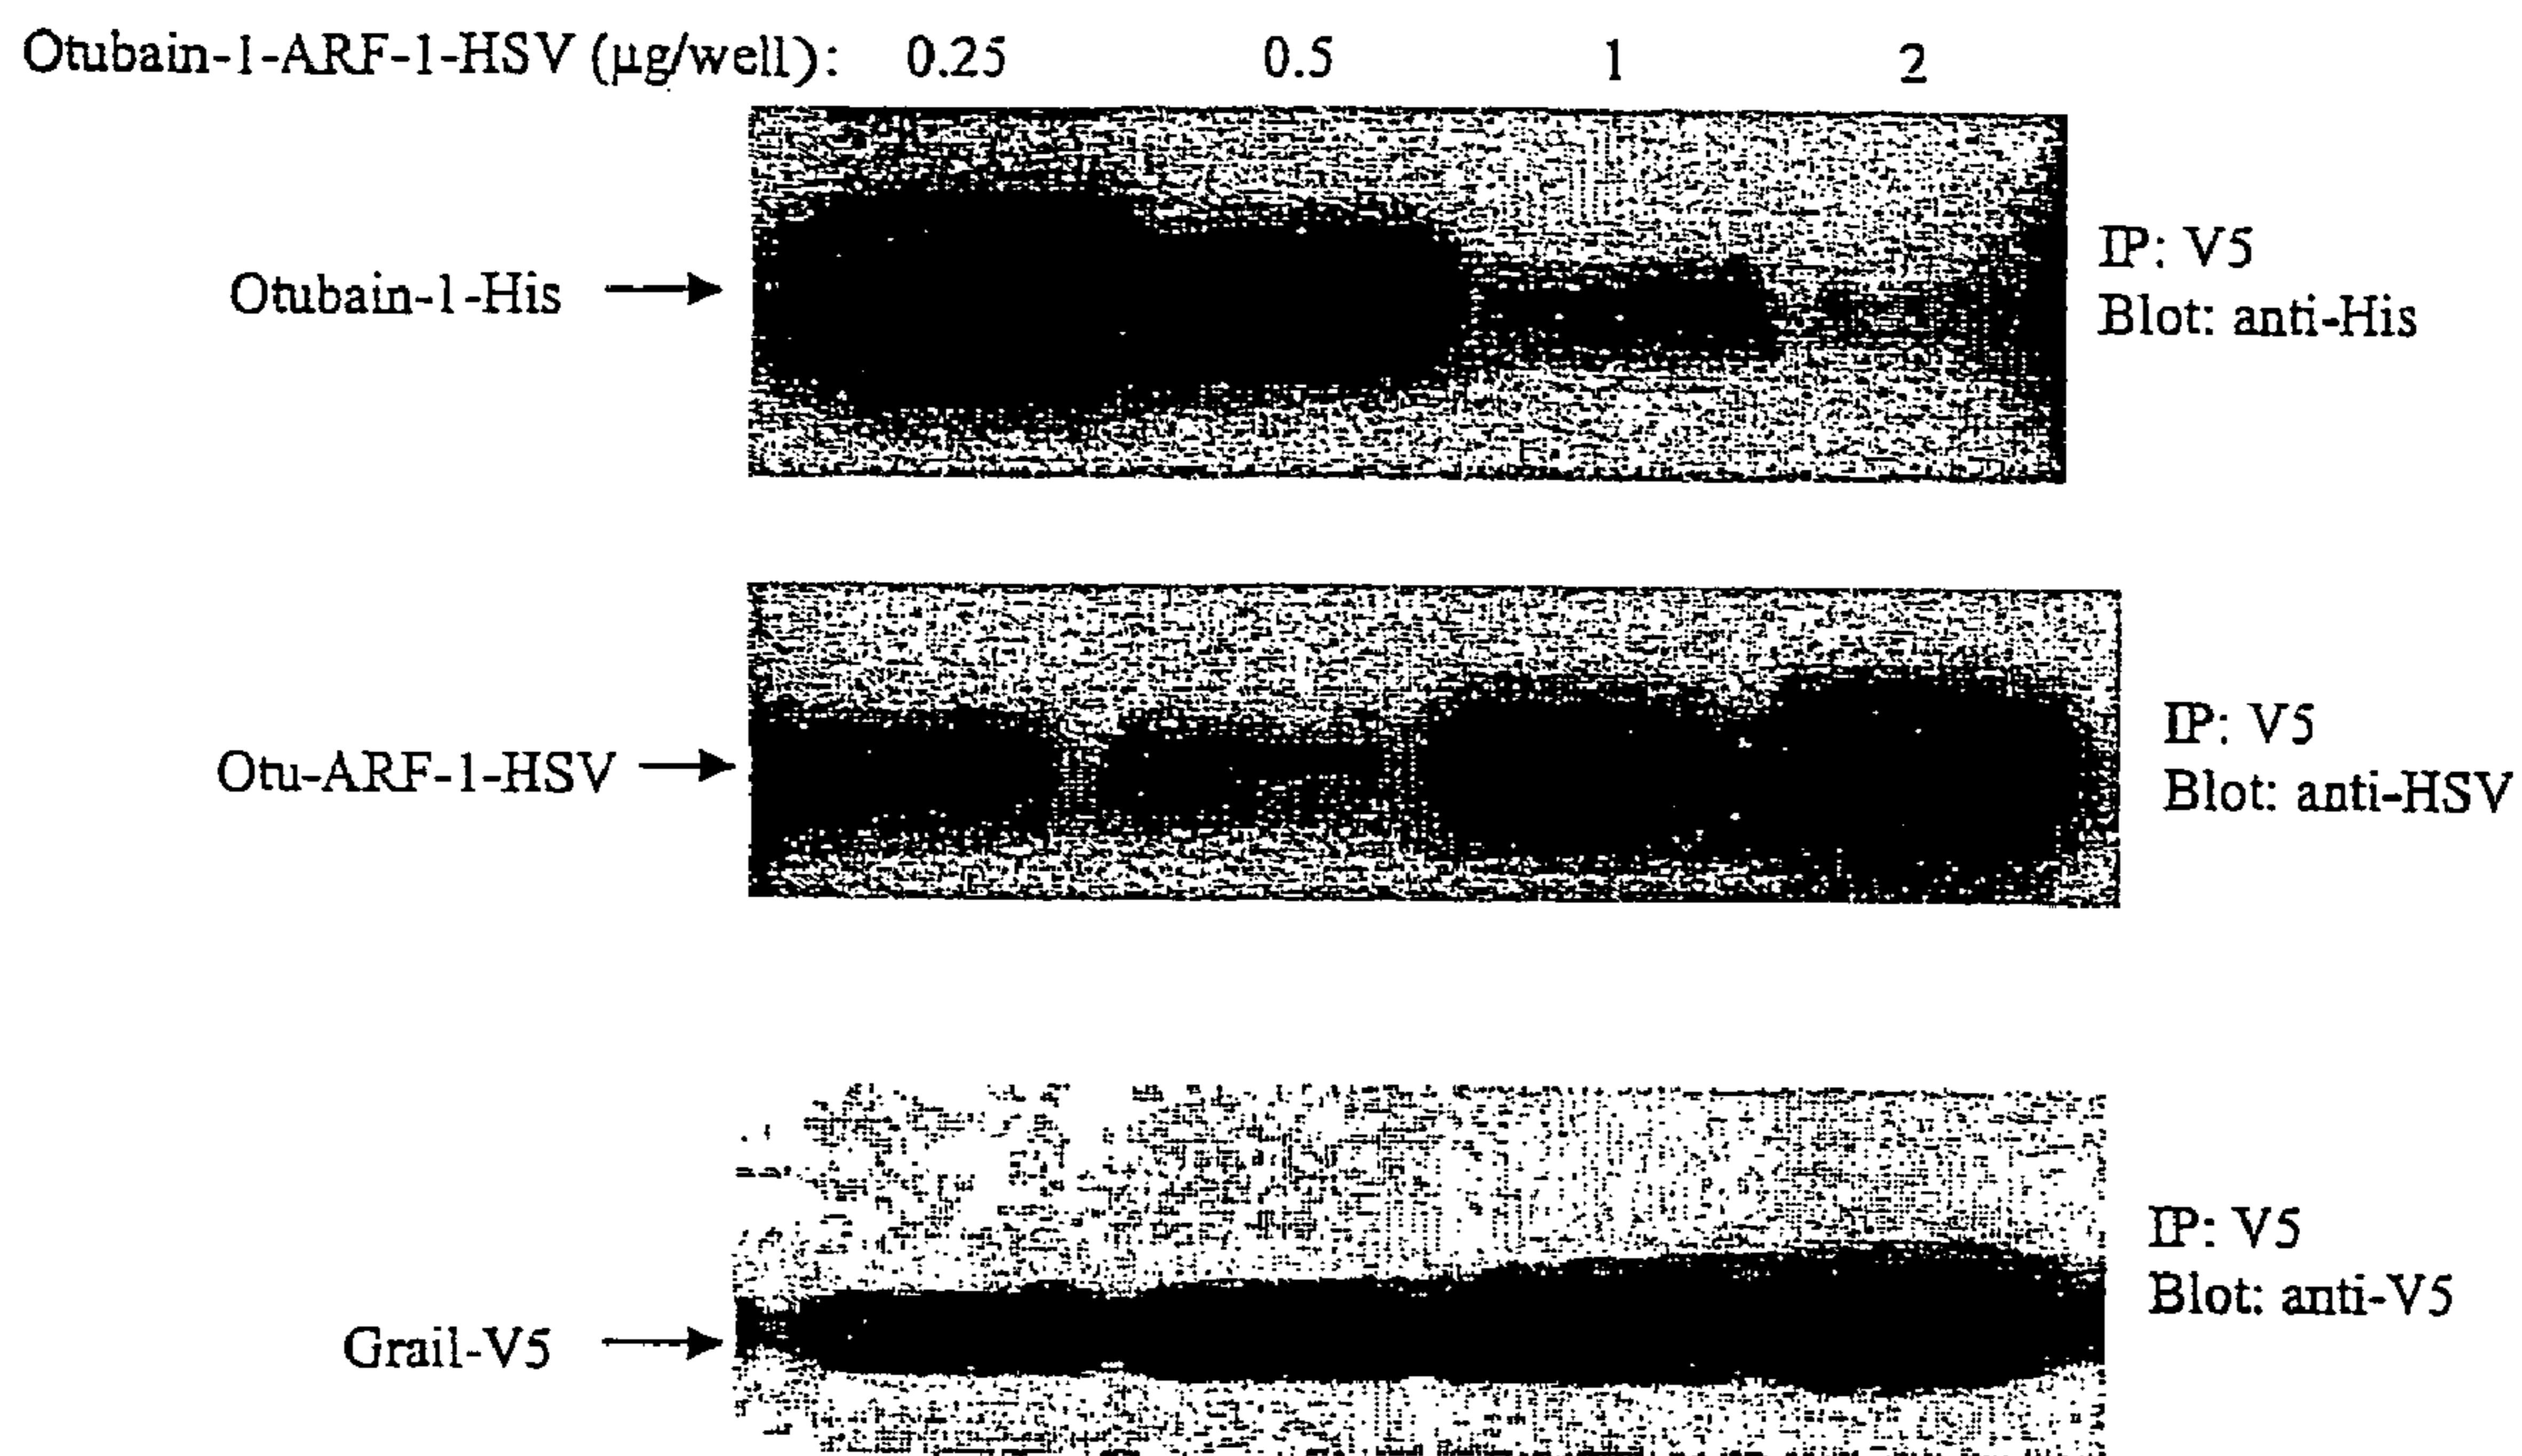 Otubain-1-ARF-1-HSV (µg/well): 0.25 0.5 1 2
Otubain-1-His
IP: V5
Blot: anti-His
Otu-ARF-1-HSV
IP: V5
Blot: anti-HSV
Grail-V5
IP: V5
Blot: anti-V5